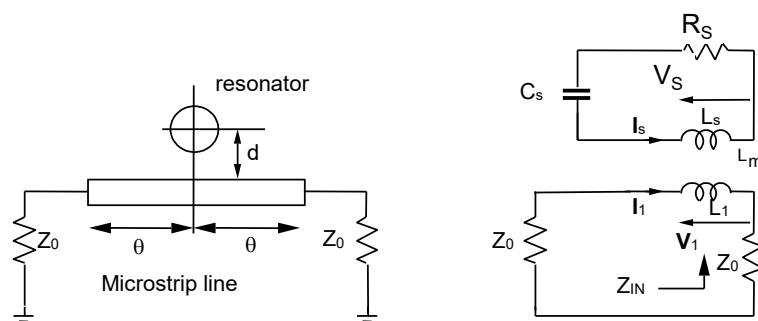 resonator
d
Z0
θ
θ
Z0
Microstrip line
RS
VS
Cs
Is
Ls
Lm
I1
L1
V1
Z0
Z0
ZIN